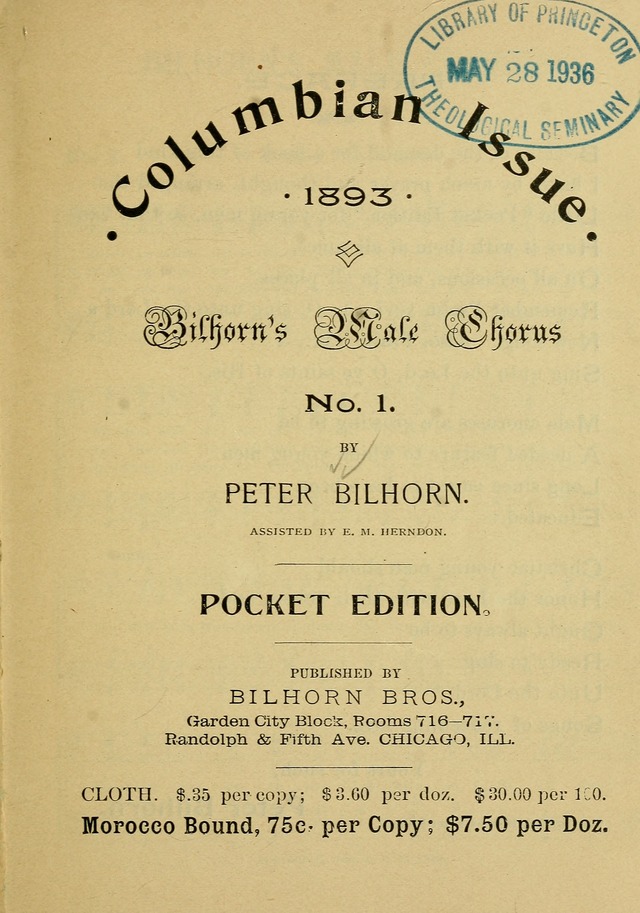 LIBRARY OF PRINCETON
MAY 28 1936
THEOLOGICAL SEMINARY
Columbian Issue
· 1893 ·
Bilhorn's Male Chorus
No. 1.
BY
PETER BILHORN.
ASSISTED BY E. M. HERNDON.
POCKET EDITION.
PUBLISHED BY
BILHORN BROS.,
Garden City Block, Rooms 716—717.
Randolph & Fifth Ave. CHICAGO, ILL.
CLOTH. $.35 per copy; $3.60 per doz. $30.00 per 100.
Morocco Bound, 75c. per Copy; $7.50 per Doz.